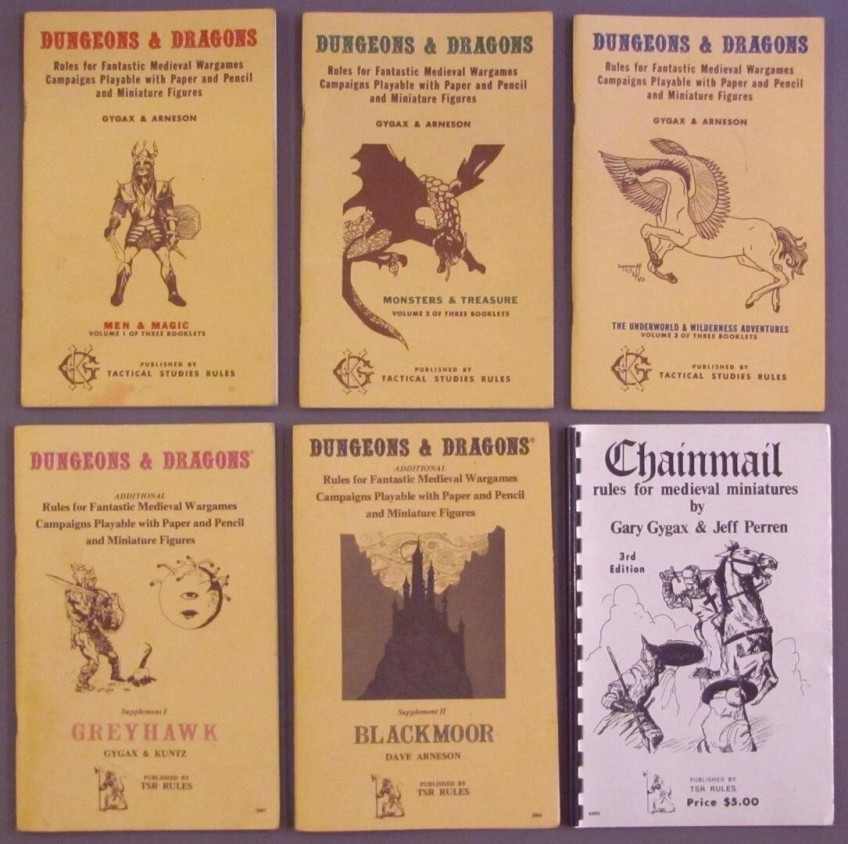 DUNGEONS & DRAGONS
Rules for Fantastic Medieval Wargames
Campaigns Playable with Paper and Pencil
and Miniature Figures
GYGAX & ARNESON
MEN & MAGIC
VOLUME 1 OF THREE BOOKLETS
PUBLISHED BY
TACTICAL STUDIES RULES
DUNGEONS & DRAGONS
Rules for Fantastic Medieval Wargames
Campaigns Playable with Paper and Pencil
and Miniature Figures
GYGAX & ARNESON
MONSTERS & TREASURE
VOLUME 2 OF THREE BOOKLETS
PUBLISHED BY
TACTICAL STUDIES RULES
DUNGEONS & DRAGONS
Rules for Fantastic Medieval Wargames
Campaigns Playable with Paper and Pencil
and Miniature Figures
GYGAX & ARNESON
THE UNDERWORLD & WILDERNESS ADVENTURES
VOLUME 3 OF THREE BOOKLETS
PUBLISHED BY
TACTICAL STUDIES RULES
DUNGEONS & DRAGONS®
ADDITIONAL
Rules for Fantastic Medieval Wargames
Campaigns Playable with Paper and Pencil
and Miniature Figures
Supplement I
GREYHAWK
GYGAX & KUNTZ
PUBLISHED BY
TSR RULES
DUNGEONS & DRAGONS®
ADDITIONAL
Rules for Fantastic Medieval Wargames
Campaigns Playable with Paper and Pencil
and Miniature Figures
Supplement II
BLACKMOOR
DAVE ARNESON
PUBLISHED BY
TSR RULES
Chainmail
rules for medieval miniatures
by
Gary Gygax & Jeff Perren
3rd
Edition
PUBLISHED BY
TSR RULES
Price $5.00